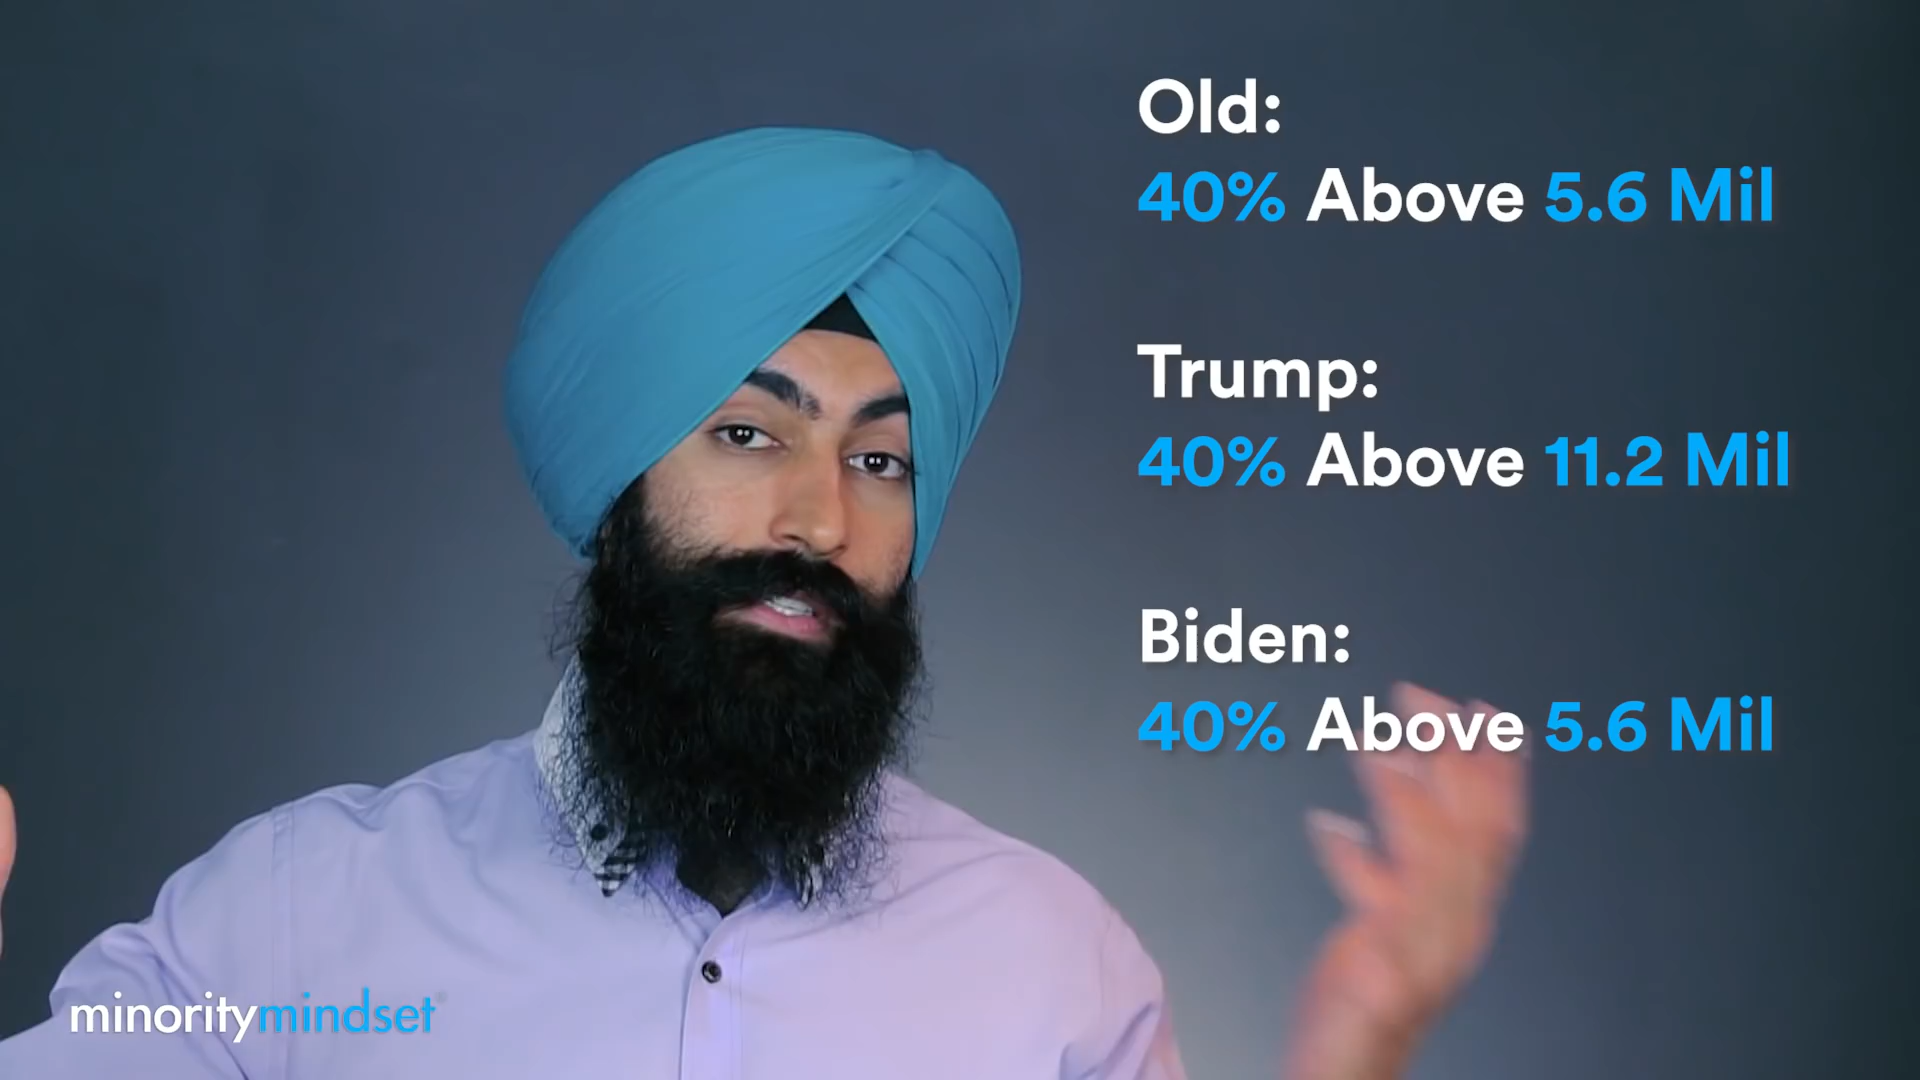 Old:
40% Above 5.6 Mil
Trump:
40% Above 11.2 Mil
Biden:
40% Above 5.6 Mil
minoritymindset